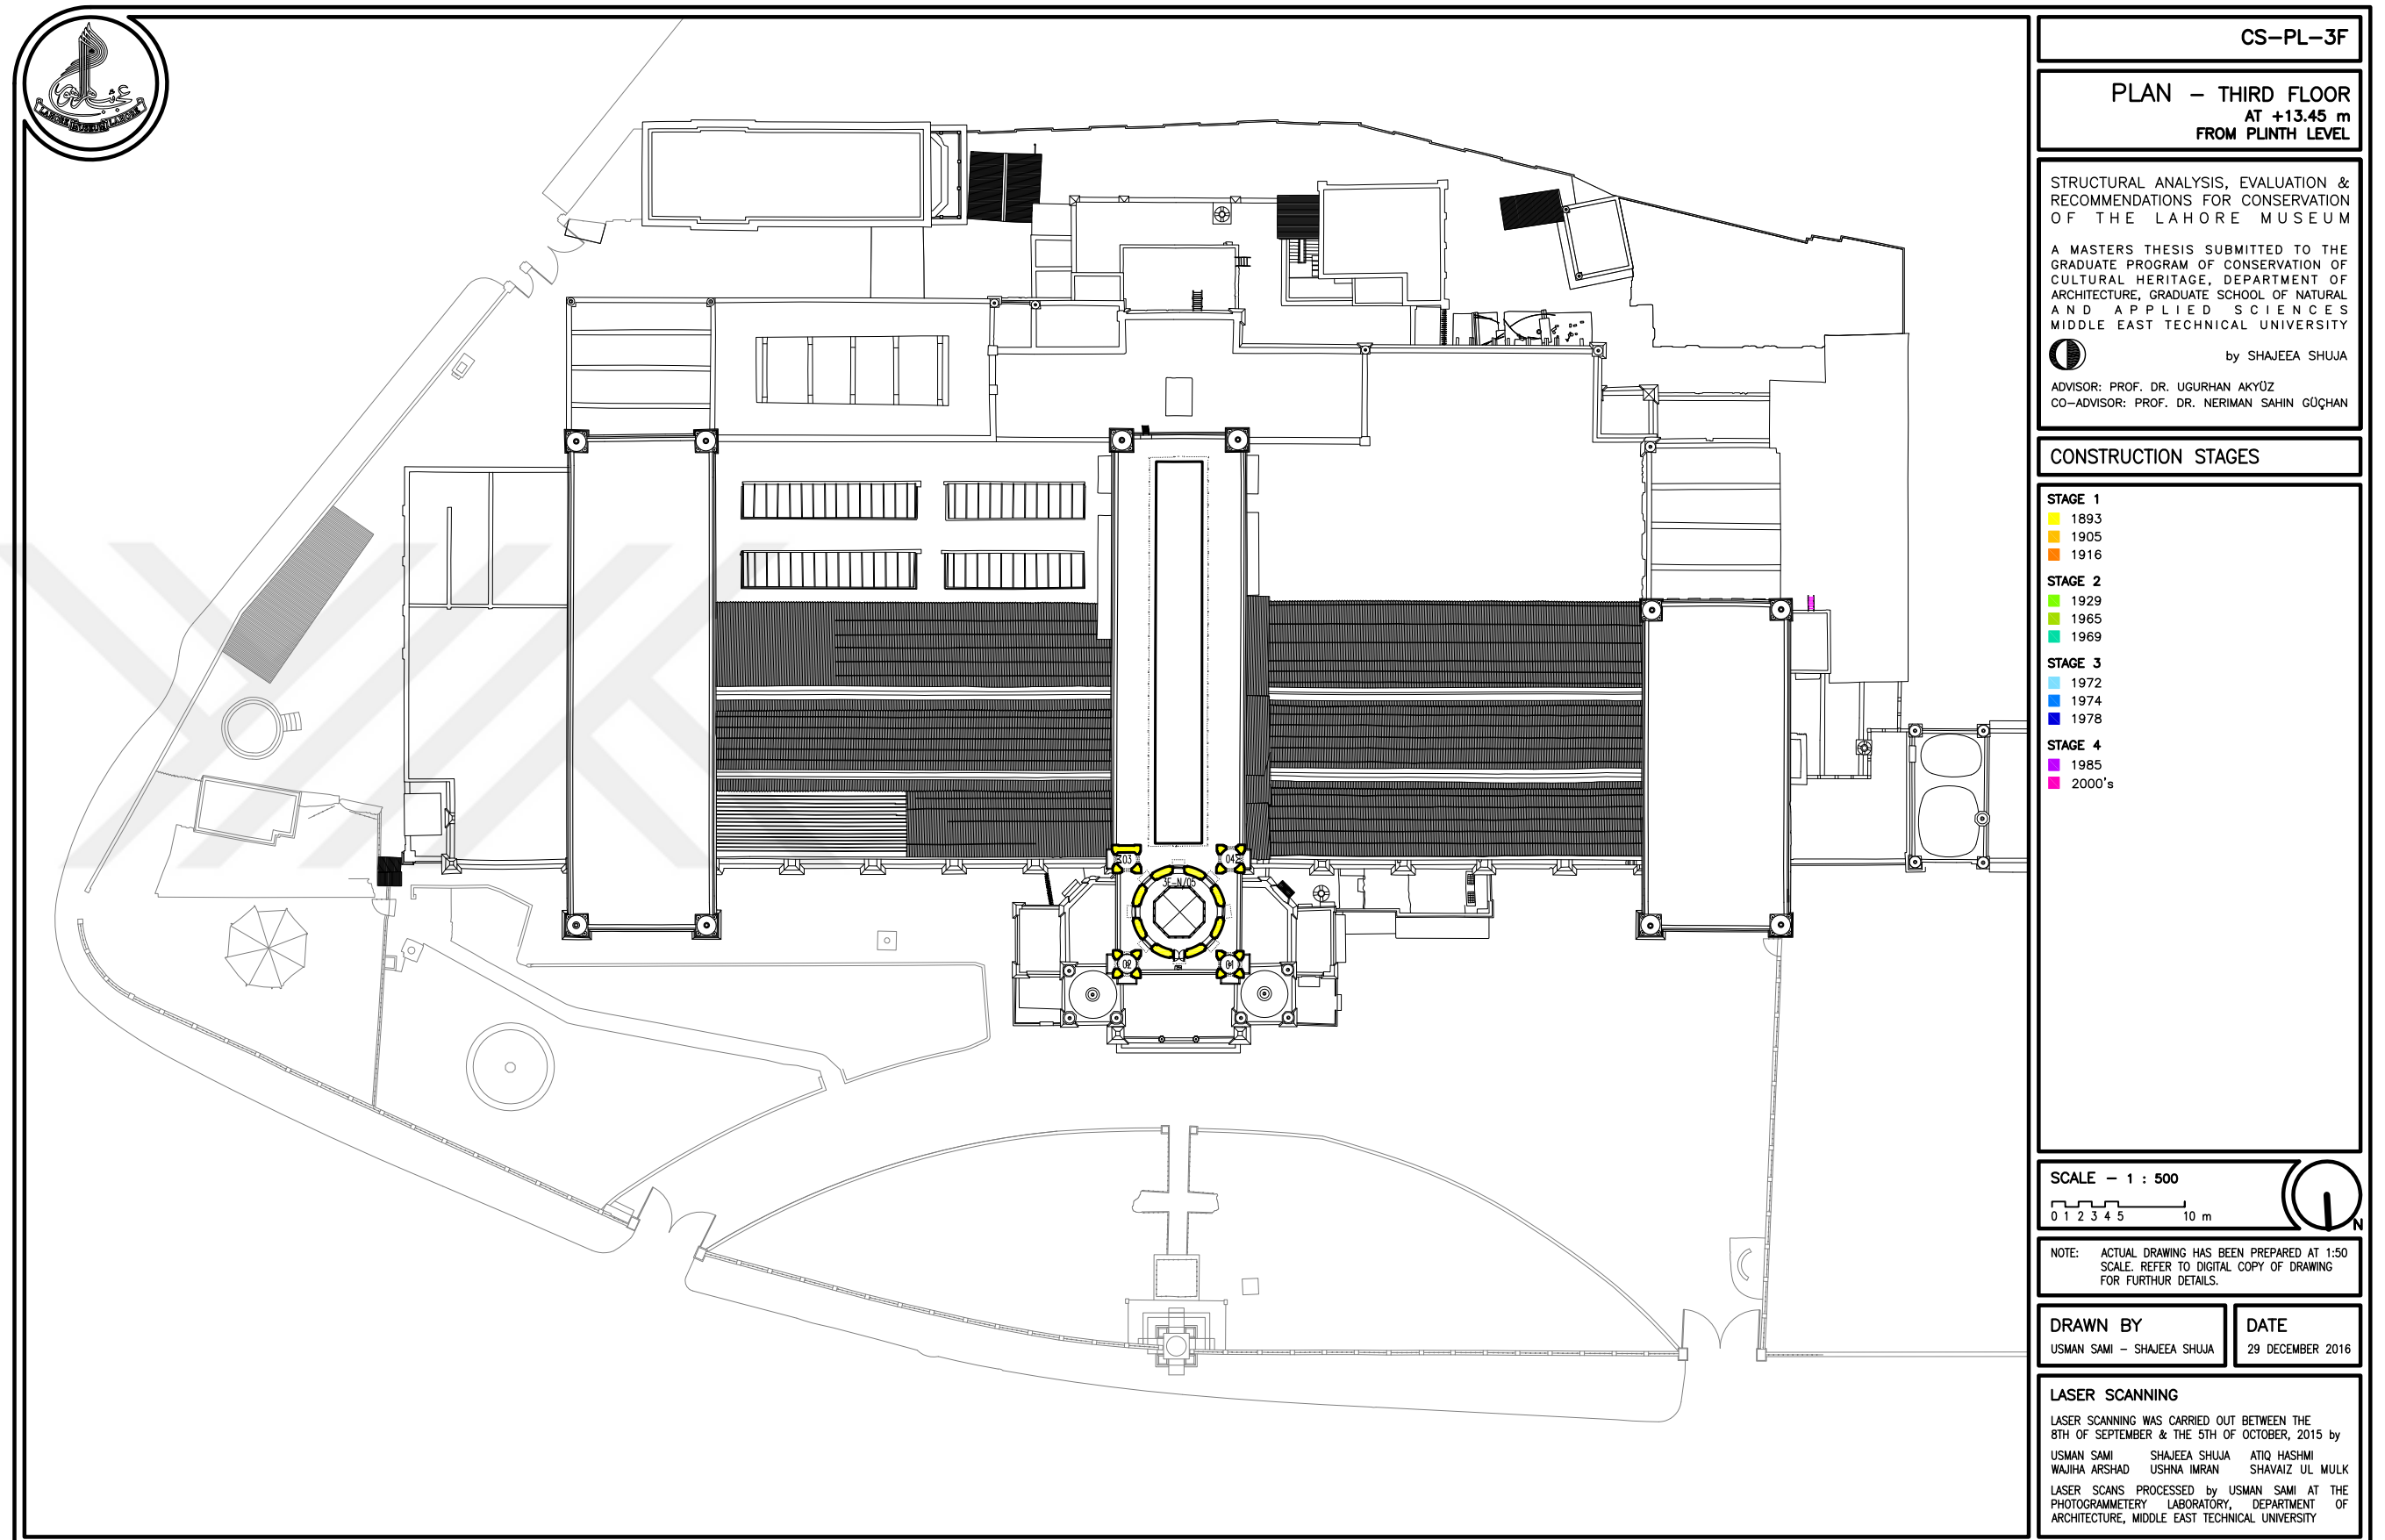 LAHORE MUSEUM LAHORE
CS-PL-3F
PLAN - THIRD FLOOR
AT +13.45 m
FROM PLINTH LEVEL
STRUCTURAL ANALYSIS, EVALUATION &
RECOMMENDATIONS FOR CONSERVATION
OF THE LAHORE MUSEUM
A MASTERS THESIS SUBMITTED TO THE
GRADUATE PROGRAM OF CONSERVATION OF
CULTURAL HERITAGE, DEPARTMENT OF
ARCHITECTURE, GRADUATE SCHOOL OF NATURAL
AND APPLIED SCIENCES
MIDDLE EAST TECHNICAL UNIVERSITY
by SHAJEEA SHUJA
ADVISOR: PROF. DR. UGURHAN AKYÜZ
CO-ADVISOR: PROF. DR. NERIMAN SAHIN GÜÇHAN
CONSTRUCTION STAGES
STAGE 1
1893
1905
1916
STAGE 2
1929
1965
1969
STAGE 3
1972
1974
1978
STAGE 4
1985
2000's
03
04
3F-N/05
02
01
SCALE - 1 : 500
0 1 2 3 4 5 10 m
N
NOTE: ACTUAL DRAWING HAS BEEN PREPARED AT 1:50
SCALE. REFER TO DIGITAL COPY OF DRAWING
FOR FURTHUR DETAILS.
DRAWN BY
USMAN SAMI - SHAJEEA SHUJA
DATE
29 DECEMBER 2016
LASER SCANNING
LASER SCANNING WAS CARRIED OUT BETWEEN THE
8TH OF SEPTEMBER & THE 5TH OF OCTOBER, 2015 by
USMAN SAMI SHAJEEA SHUJA ATIQ HASHMI
WAJIHA ARSHAD USHNA IMRAN SHAVAIZ UL MULK
LASER SCANS PROCESSED by USMAN SAMI AT THE
PHOTOGRAMMETERY LABORATORY, DEPARTMENT OF
ARCHITECTURE, MIDDLE EAST TECHNICAL UNIVERSITY